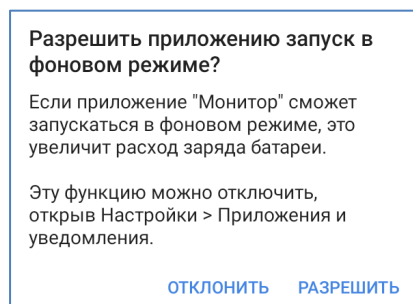 Разрешить приложению запуск в
фоновом режиме?
Если приложение "Монитор" сможет
запускаться в фоновом режиме, это
увеличит расход заряда батареи.
Эту функцию можно отключить,
открыв Настройки > Приложения и
уведомления.
ОТКЛОНИТЬ РАЗРЕШИТЬ